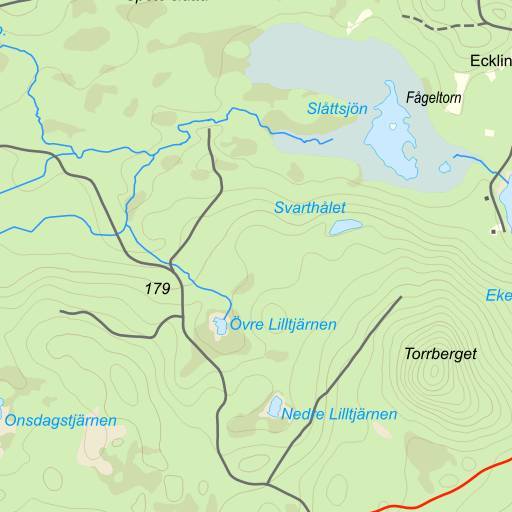 Ecklin
Fågeltorn
Slåttsjön
Svarthålet
179
Eke
Övre Lilltjärnen
Torrberget
Nedre Lilltjärnen
Onsdagstjärnen